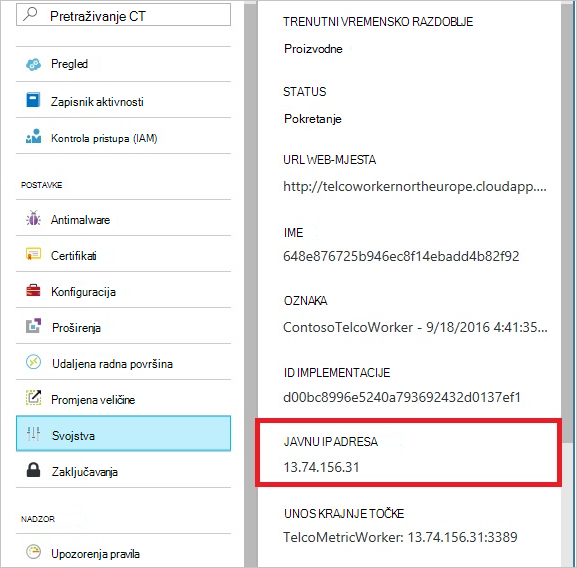 Pretraživanje CT
Pregled
Zapisnik aktivnosti
Kontrola pristupa (IAM)
POSTAVKE
Antimalware
Certifikati
Konfiguracija
Proširenja
Udaljena radna površina
Promjena veličine
Svojstva
Zaključavanja
NADZOR
Upozorenja pravila
TRENUTNI VREMENSKO RAZDOBLJE
Proizvodne
STATUS
Pokretanje
URL WEB-MJESTA
http://telcoworkernortheurope.cloudapp....
IME
648e876725b946ec8f14ebadd4b82f92
OZNAKA
ContosoTelcoWorker - 9/18/2016 4:41:35...
ID IMPLEMENTACIJE
d00bc8996e5240a793692432d0137ef1
JAVNU IP ADRESA
13.74.156.31
UNOS KRAJNJE TOČKE
TelcoMetricWorker: 13.74.156.31:3389